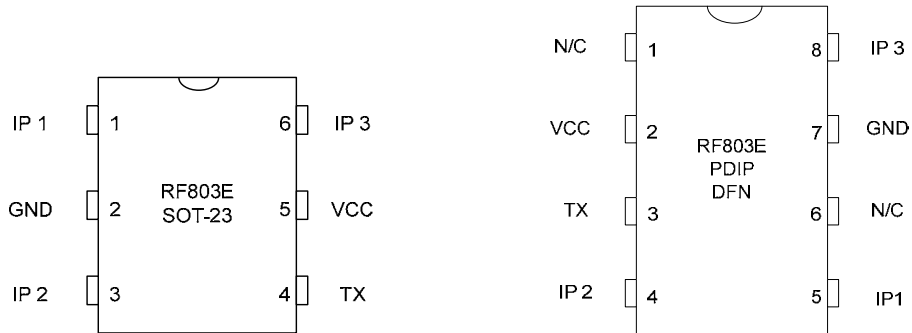 IP 1 1 6 IP 3
GND 2 RF803E SOT-23 5 VCC
IP 2 3 4 TX
N/C 1 8 IP 3
VCC 2 7 GND
RF803E
PDIP
DFN
TX 3 6 N/C
IP 2 4 5 IP1